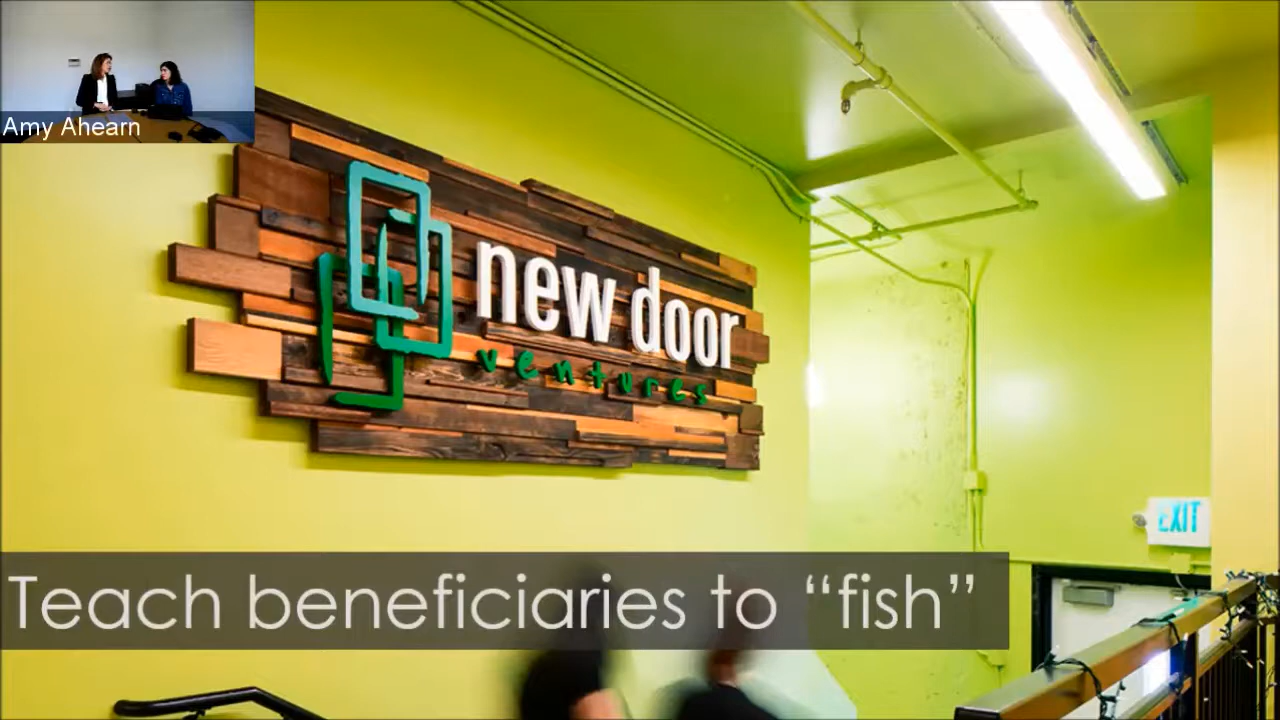 Amy Ahearn
new door
ventures
EXIT
Teach beneficiaries to “fish”